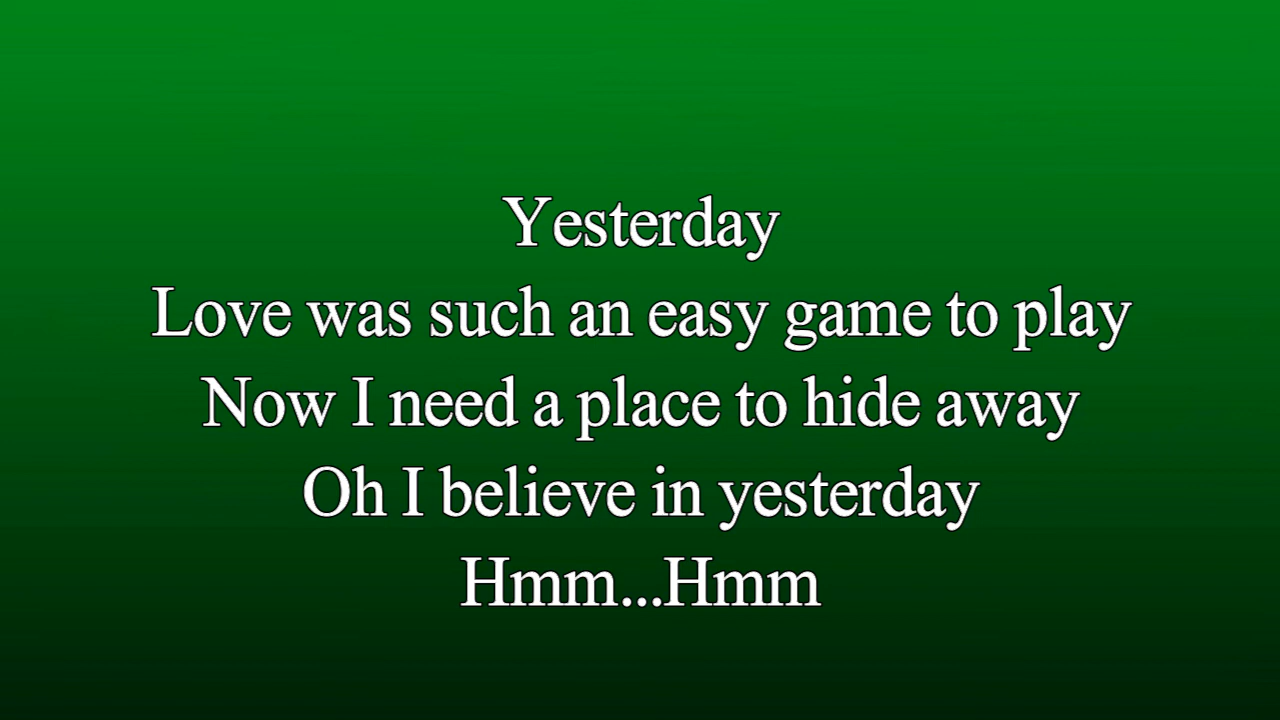 Yesterday
Love was such an easy game to play
Now I need a place to hide away
Oh I believe in yesterday
Hmm...Hmm